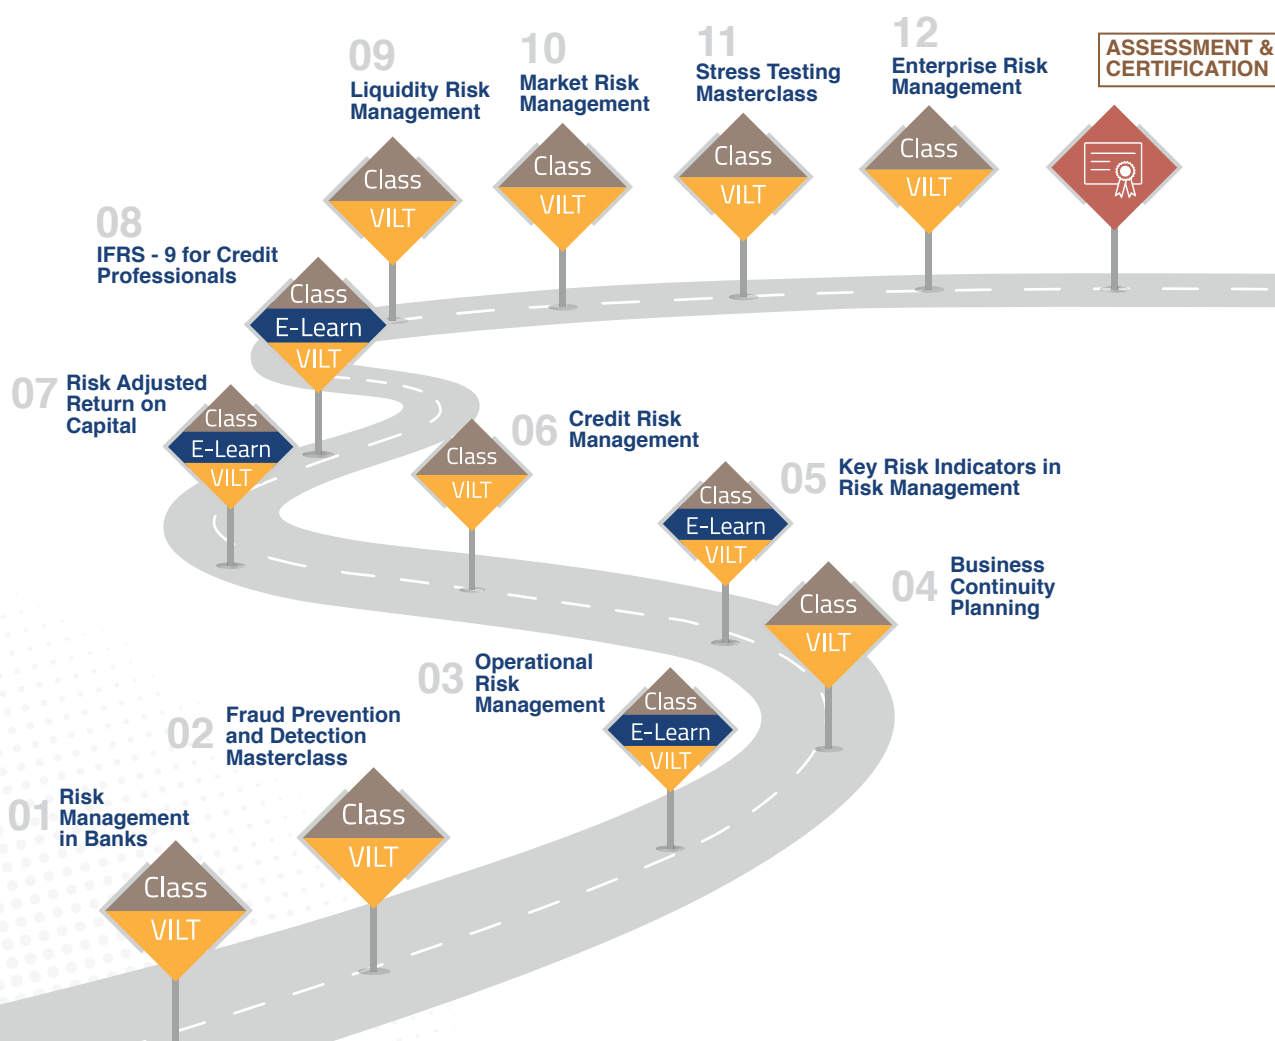 01
Risk
Management
in Banks
Class
VILT
02
Fraud Prevention
and Detection
Masterclass
Class
VILT
03
Operational
Risk
Management
Class
E-Learn
VILT
04
Business
Continuity
Planning
Class
VILT
05
Key Risk Indicators in
Risk Management
Class
E-Learn
VILT
06
Credit Risk
Management
Class
VILT
07
Risk Adjusted
Return on
Capital
Class
E-Learn
VILT
08
IFRS - 9 for Credit
Professionals
Class
E-Learn
VILT
09
Liquidity Risk
Management
Class
VILT
10
Market Risk
Management
Class
VILT
11
Stress Testing
Masterclass
Class
VILT
12
Enterprise Risk
Management
Class
VILT
ASSESSMENT &
CERTIFICATION